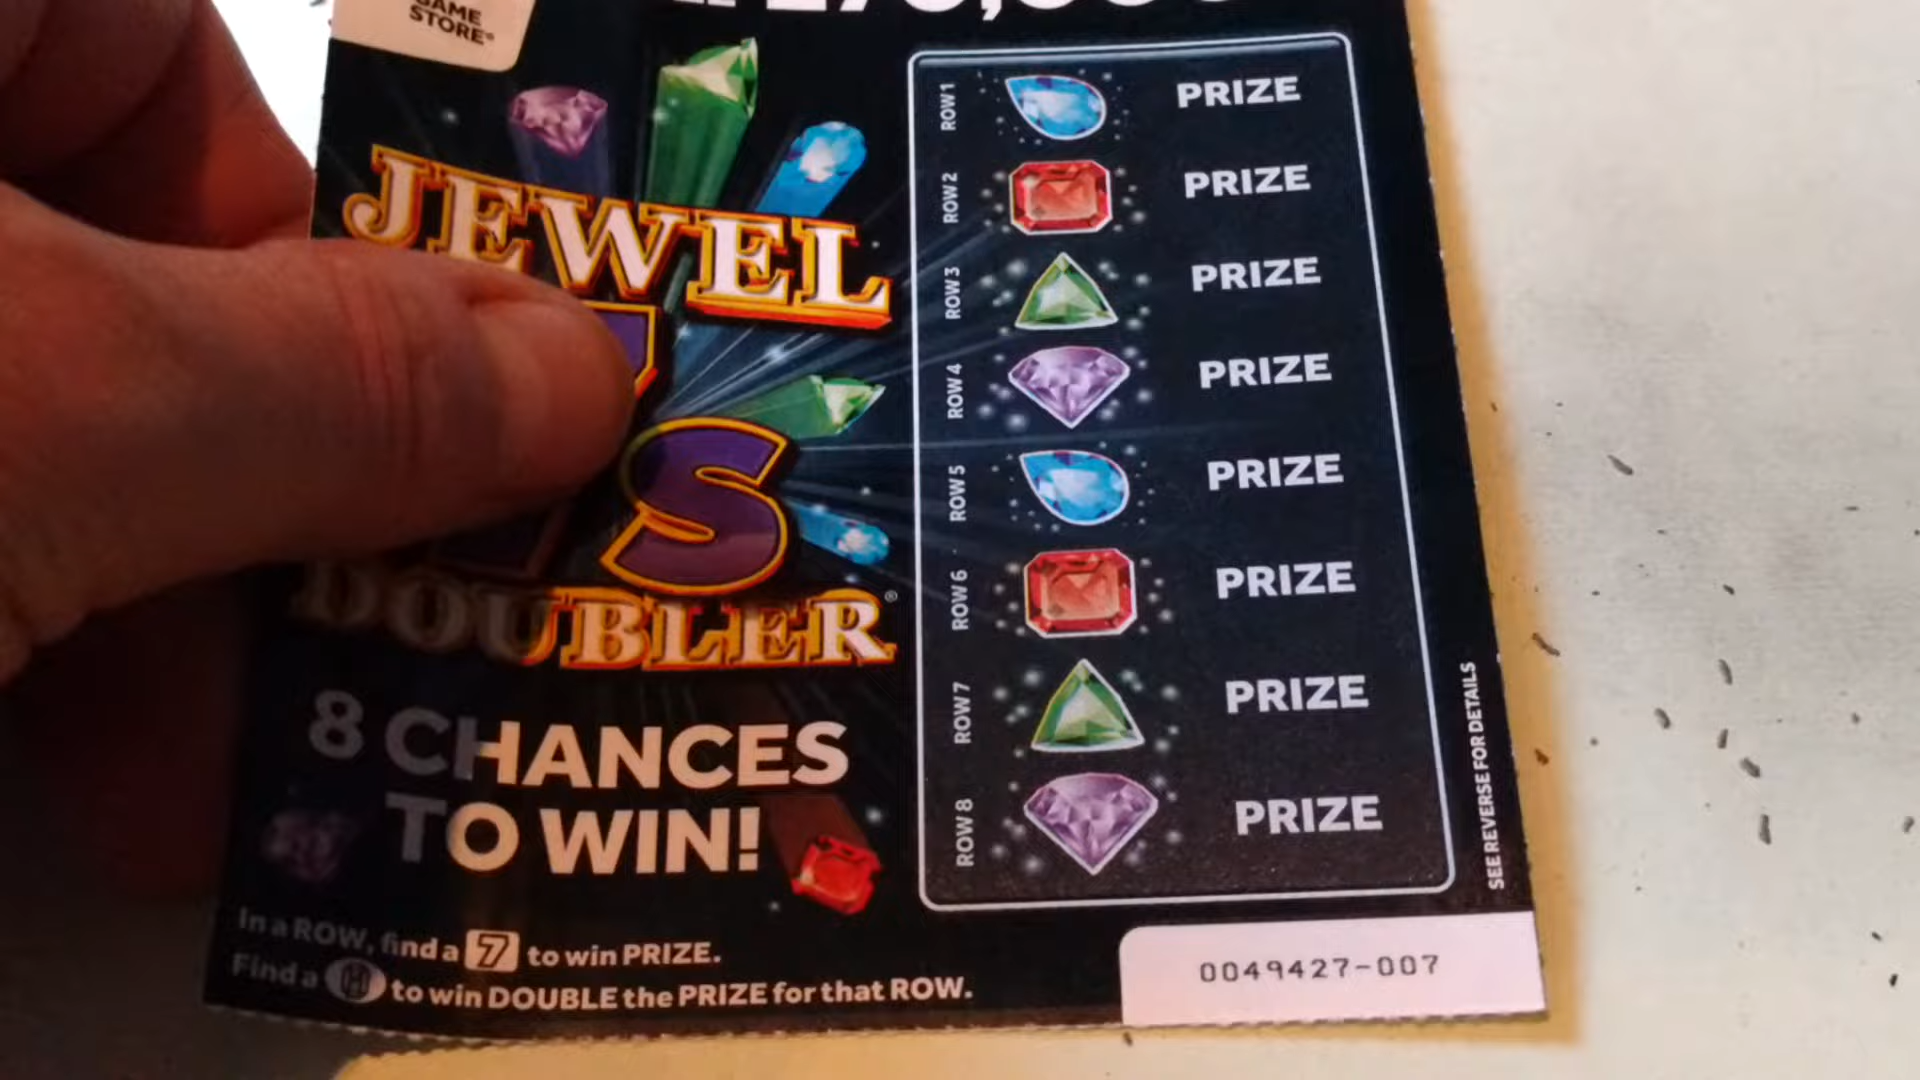 GAME
STORE®
JEWEL
7S
DOUBLER®
8 CHANCES
TO WIN!
In a ROW, find a 7 to win PRIZE.
Find a to win DOUBLE the PRIZE for that ROW.
ROW 1 PRIZE
ROW 2 PRIZE
ROW 3 PRIZE
ROW 4 PRIZE
ROW 5 PRIZE
ROW 6 PRIZE
ROW 7 PRIZE
ROW 8 PRIZE
SEE REVERSE FOR DETAILS
0049427-007